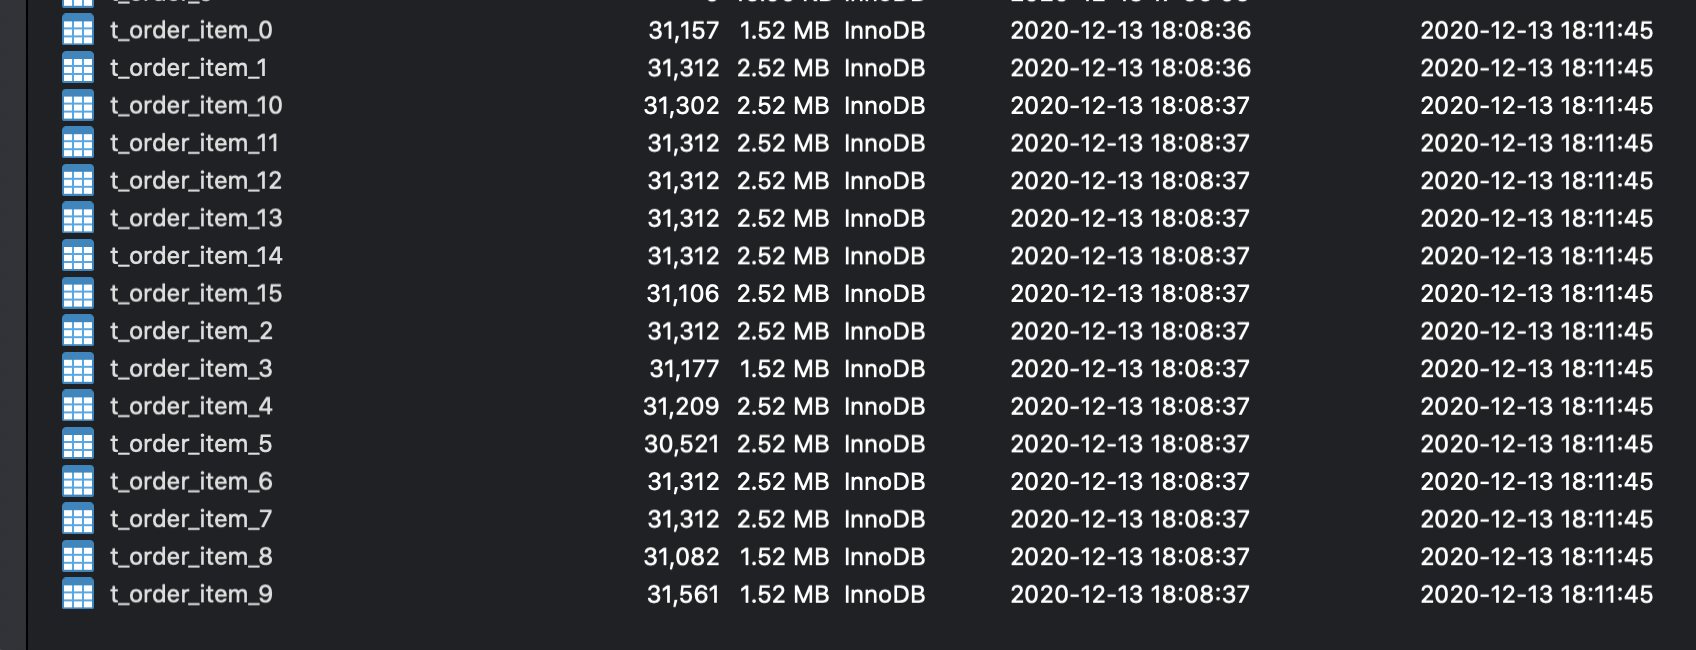 t_order_item_0 31,157 1.52 MB InnoDB 2020-12-13 18:08:36 2020-12-13 18:11:45
t_order_item_1 31,312 2.52 MB InnoDB 2020-12-13 18:08:36 2020-12-13 18:11:45
t_order_item_10 31,302 2.52 MB InnoDB 2020-12-13 18:08:37 2020-12-13 18:11:45
t_order_item_11 31,312 2.52 MB InnoDB 2020-12-13 18:08:37 2020-12-13 18:11:45
t_order_item_12 31,312 2.52 MB InnoDB 2020-12-13 18:08:37 2020-12-13 18:11:45
t_order_item_13 31,312 2.52 MB InnoDB 2020-12-13 18:08:37 2020-12-13 18:11:45
t_order_item_14 31,312 2.52 MB InnoDB 2020-12-13 18:08:37 2020-12-13 18:11:45
t_order_item_15 31,106 2.52 MB InnoDB 2020-12-13 18:08:37 2020-12-13 18:11:45
t_order_item_2 31,312 2.52 MB InnoDB 2020-12-13 18:08:37 2020-12-13 18:11:45
t_order_item_3 31,177 1.52 MB InnoDB 2020-12-13 18:08:37 2020-12-13 18:11:45
t_order_item_4 31,209 2.52 MB InnoDB 2020-12-13 18:08:37 2020-12-13 18:11:45
t_order_item_5 30,521 2.52 MB InnoDB 2020-12-13 18:08:37 2020-12-13 18:11:45
t_order_item_6 31,312 2.52 MB InnoDB 2020-12-13 18:08:37 2020-12-13 18:11:45
t_order_item_7 31,312 2.52 MB InnoDB 2020-12-13 18:08:37 2020-12-13 18:11:45
t_order_item_8 31,082 1.52 MB InnoDB 2020-12-13 18:08:37 2020-12-13 18:11:45
t_order_item_9 31,561 1.52 MB InnoDB 2020-12-13 18:08:37 2020-12-13 18:11:45